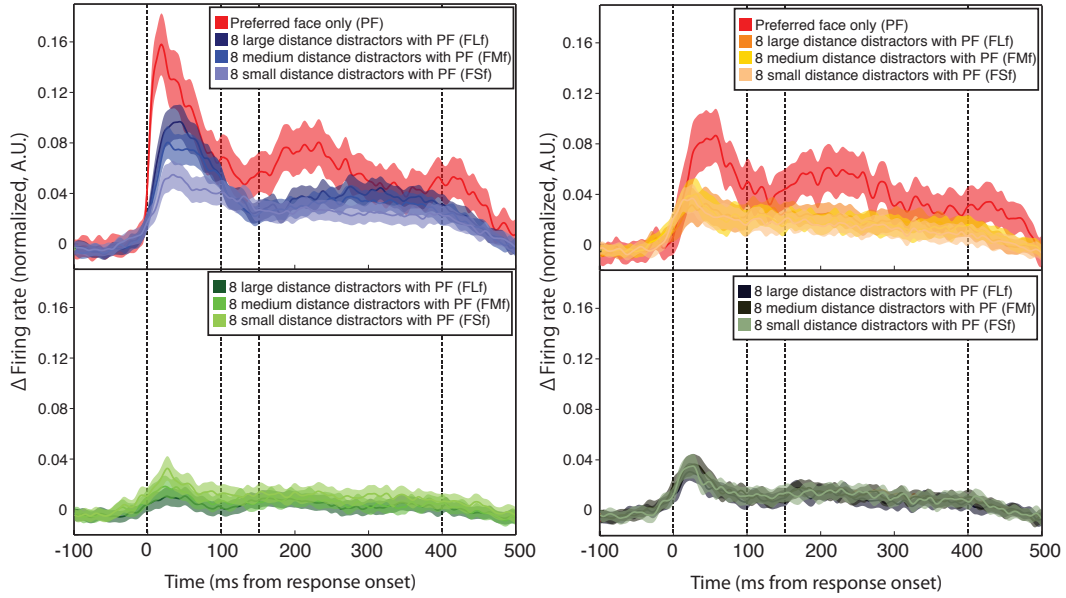 Preferred face only (PF)
8 large distance distractors with PF (FLf)
8 medium distance distractors with PF (FMf)
8 small distance distractors with PF (FSf)
0.16
0.12
0.08
0.04
0
8 large distance distractors with PF (FLf)
8 medium distance distractors with PF (FMf)
8 small distance distractors with PF (FSf)
0.16
0.12
0.08
0.04
0
Δ Firing rate (normalized, A.U.)
-100 0 100 200 300 400 500
Time (ms from response onset)
Preferred face only (PF)
8 large distance distractors with PF (FLf)
8 medium distance distractors with PF (FMf)
8 small distance distractors with PF (FSf)
0.16
0.12
0.08
0.04
0
-100 0 100 200 300 400 500
8 large distance distractors with PF (FLf)
8 medium distance distractors with PF (FMf)
8 small distance distractors with PF (FSf)
0.16
0.12
0.08
0.04
0
Δ Firing rate (normalized, A.U.)
-100 0 100 200 300 400 500
Time (ms from response onset)